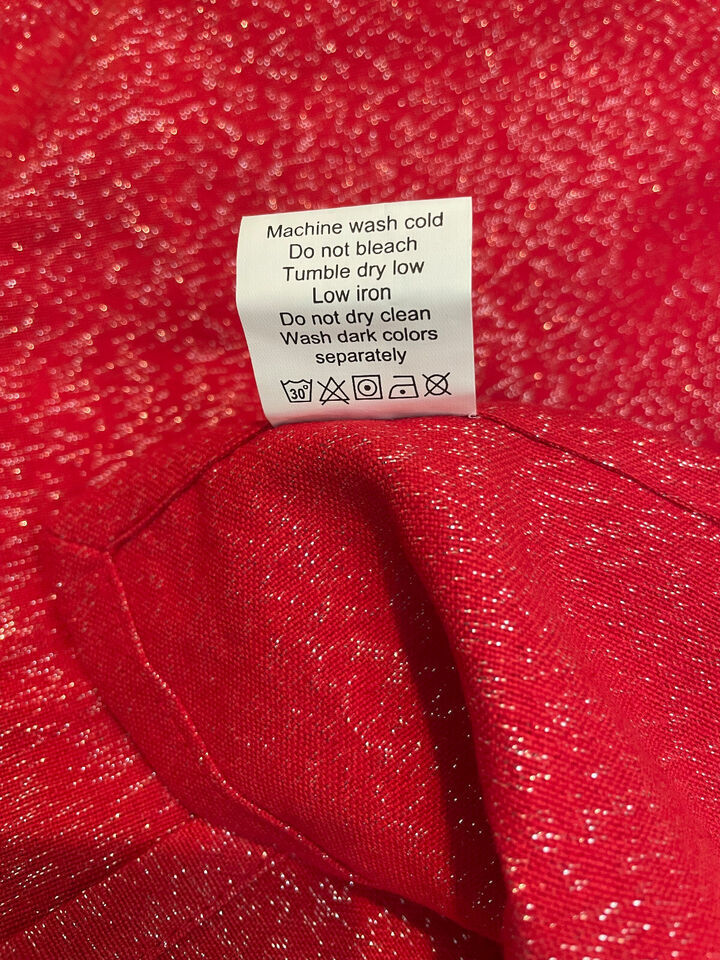 Machine wash cold
Do not bleach
Tumble dry low
Low iron
Do not dry clean
Wash dark colors
separately
30°